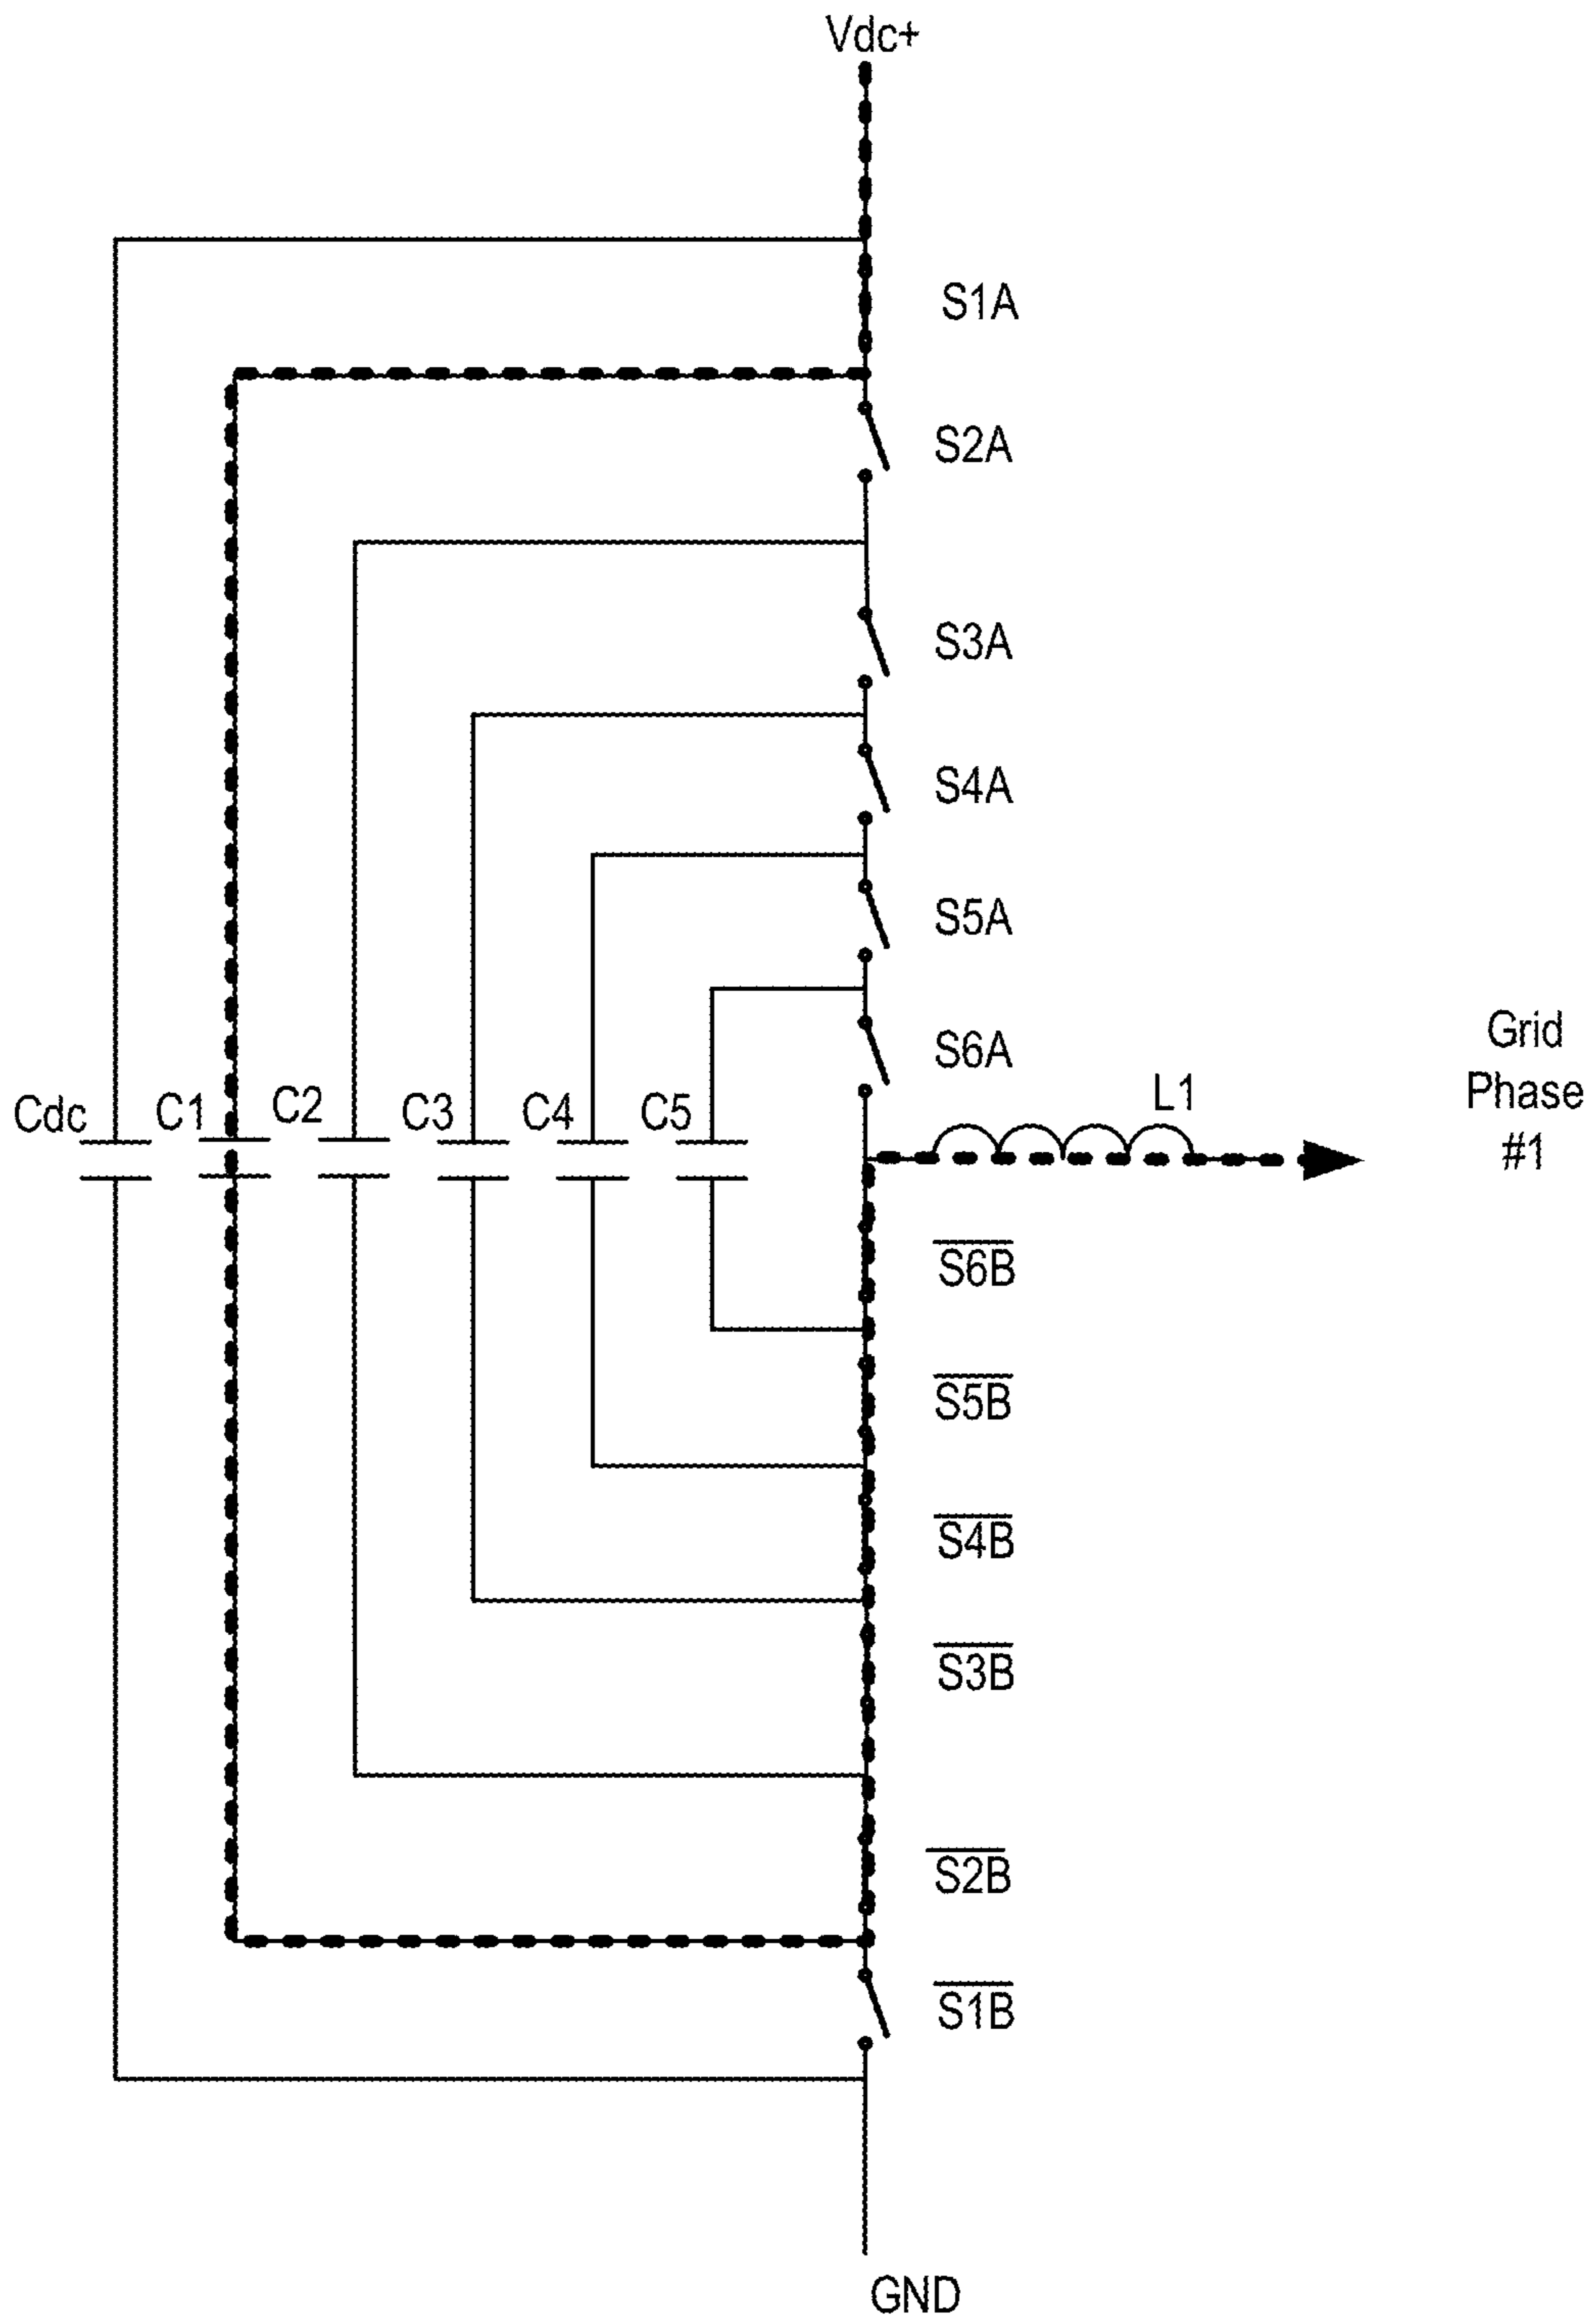 Vdc+
S1A
S2A
S3A
S4A
S5A
S6A
Cdc
C1
C2
C3
C4
C5
L1
Grid
Phase
#1
S6B
S5B
S4B
S3B
S2B
S1B
GND